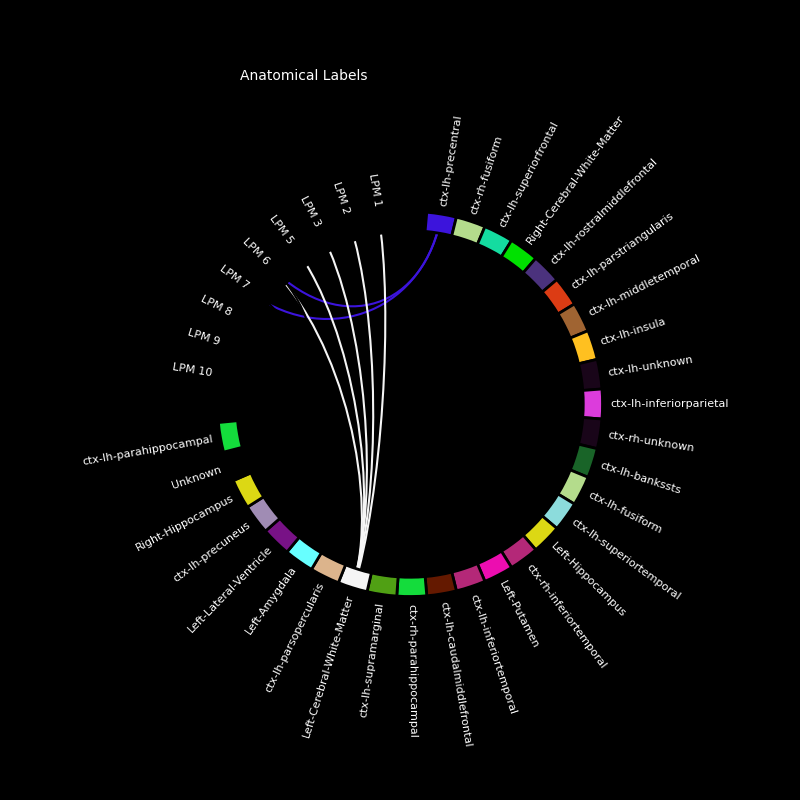 Anatomical Labels
ctx-lh-precentral
ctx-rh-fusiform
ctx-lh-superiorfrontal
Right-Cerebral-White-Matter
ctx-lh-rostralmiddlefrontal
ctx-lh-parstriangularis
ctx-lh-middletemporal
ctx-lh-insula
ctx-lh-unknown
ctx-lh-inferiorparietal
ctx-rh-unknown
ctx-lh-bankssts
ctx-lh-fusiform
ctx-lh-superiortemporal
Left-Hippocampus
ctx-rh-inferiortemporal
Left-Putamen
ctx-lh-inferiortemporal
ctx-lh-caudalmiddlefrontal
ctx-rh-parahippocampal
ctx-lh-supramarginal
Left-Cerebral-White-Matter
ctx-lh-parsopercularis
Left-Amygdala
Left-Lateral-Ventricle
ctx-lh-precuneus
Right-Hippocampus
Unknown
ctx-lh-parahippocampal
LPM 10
LPM 9
LPM 8
LPM 7
LPM 6
LPM 5
LPM 3
LPM 2
LPM 1